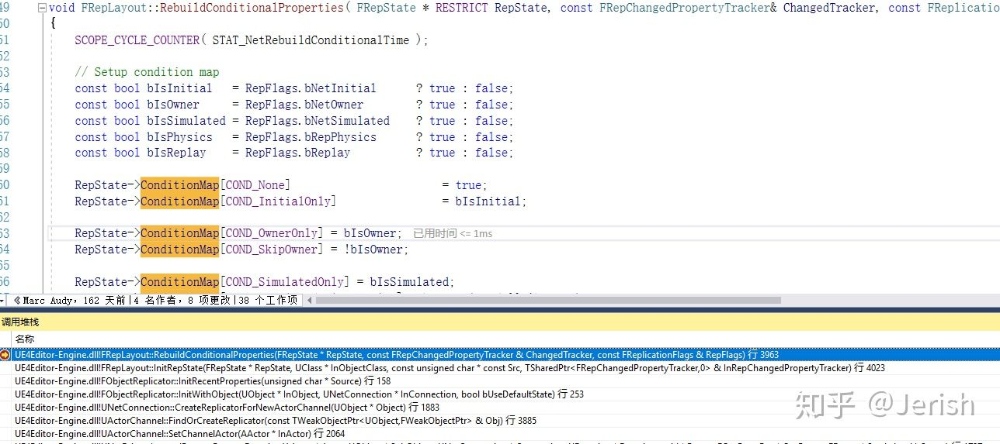 49 void FRepLayout::RebuildConditionalProperties( FRepState * RESTRICT RepState, const FRepChangedPropertyTracker& ChangedTracker, const FReplicatio
50 {
51 SCOPE_CYCLE_COUNTER( STAT_NetRebuildConditionalTime );
52
53 // Setup condition map
54 const bool bIsInitial = RepFlags.bNetInitial ? true : false;
55 const bool bIsOwner = RepFlags.bNetOwner ? true : false;
56 const bool bIsSimulated = RepFlags.bNetSimulated ? true : false;
57 const bool bIsPhysics = RepFlags.bRepPhysics ? true : false;
58 const bool bIsReplay = RepFlags.bReplay ? true : false;
59
60 RepState->ConditionMap[COND_None] = true;
61 RepState->ConditionMap[COND_InitialOnly] = bIsInitial;
62
63 RepState->ConditionMap[COND_OwnerOnly] = bIsOwner; 已用时间 <= 1ms
64 RepState->ConditionMap[COND_SkipOwner] = !bIsOwner;
65
66 RepState->ConditionMap[COND_SimulatedOnly] = bIsSimulated;
Marc Audy，162 天前|4 名作者，8 项更改|38 个工作项
调用堆栈
名称
UE4Editor-Engine.dll!FRepLayout::RebuildConditionalProperties(FRepState * RepState, const FRepChangedPropertyTracker & ChangedTracker, const FReplicationFlags & RepFlags) 行 3963
UE4Editor-Engine.dll!FRepLayout::InitRepState(FRepState * RepState, UClass * InObjectClass, const unsigned char * const Src, TSharedPtr<FRepChangedPropertyTracker,0> & InRepChangedPropertyTracker) 行 4023
UE4Editor-Engine.dll!FObjectReplicator::InitRecentProperties(unsigned char * Source) 行 158
UE4Editor-Engine.dll!FObjectReplicator::InitWithObject(UObject * InObject, UNetConnection * InConnection, bool bUseDefaultState) 行 253
UE4Editor-Engine.dll!UNetConnection::CreateReplicatorForNewActorChannel(UObject * Object) 行 1883
UE4Editor-Engine.dll!UActorChannel::FindOrCreateReplicator(const TWeakObjectPtr<UObject,FWeakObjectPtr> & Obj) 行 3885
UE4Editor-Engine.dll!UActorChannel::SetChannelActor(AActor * InActor) 行 2064
知乎 @Jerish